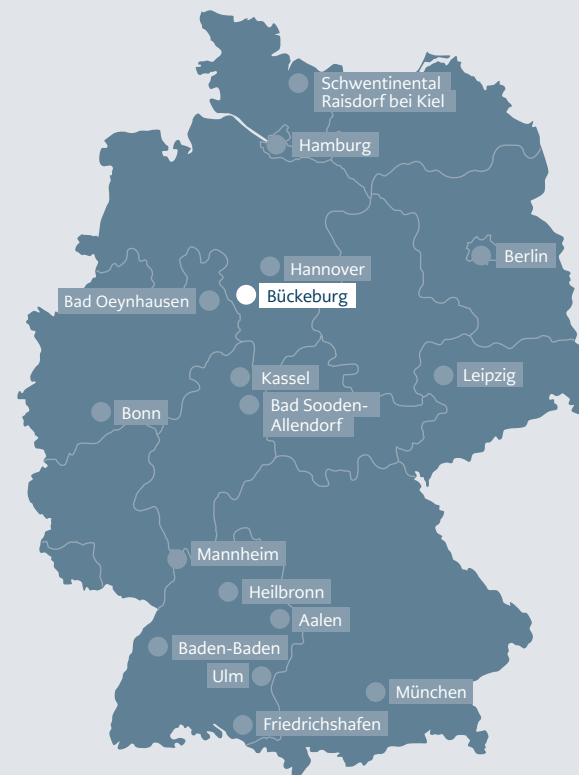 Schwentinental
Raisdorf bei Kiel
Hamburg
Berlin
Hannover
Bückeburg
Bad Oeynhausen
Kassel
Leipzig
Bad Sooden-
Allendorf
Bonn
Mannheim
Heilbronn
Aalen
Baden-Baden
Ulm
München
Friedrichshafen